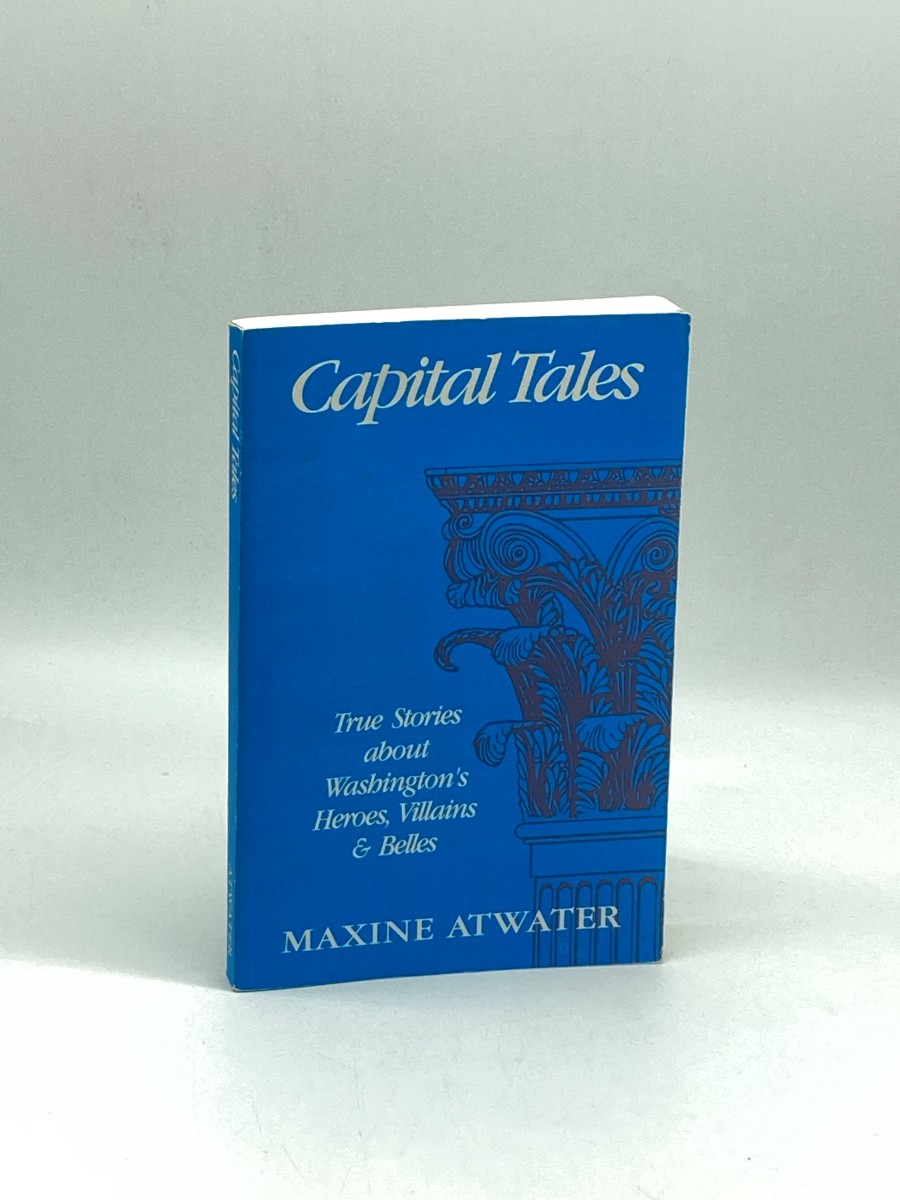 Capital Tales
True Stories
about
Washington's
Heroes, Villains
& Belles
MAXINE ATWATER
Capital Tales
ATWATER